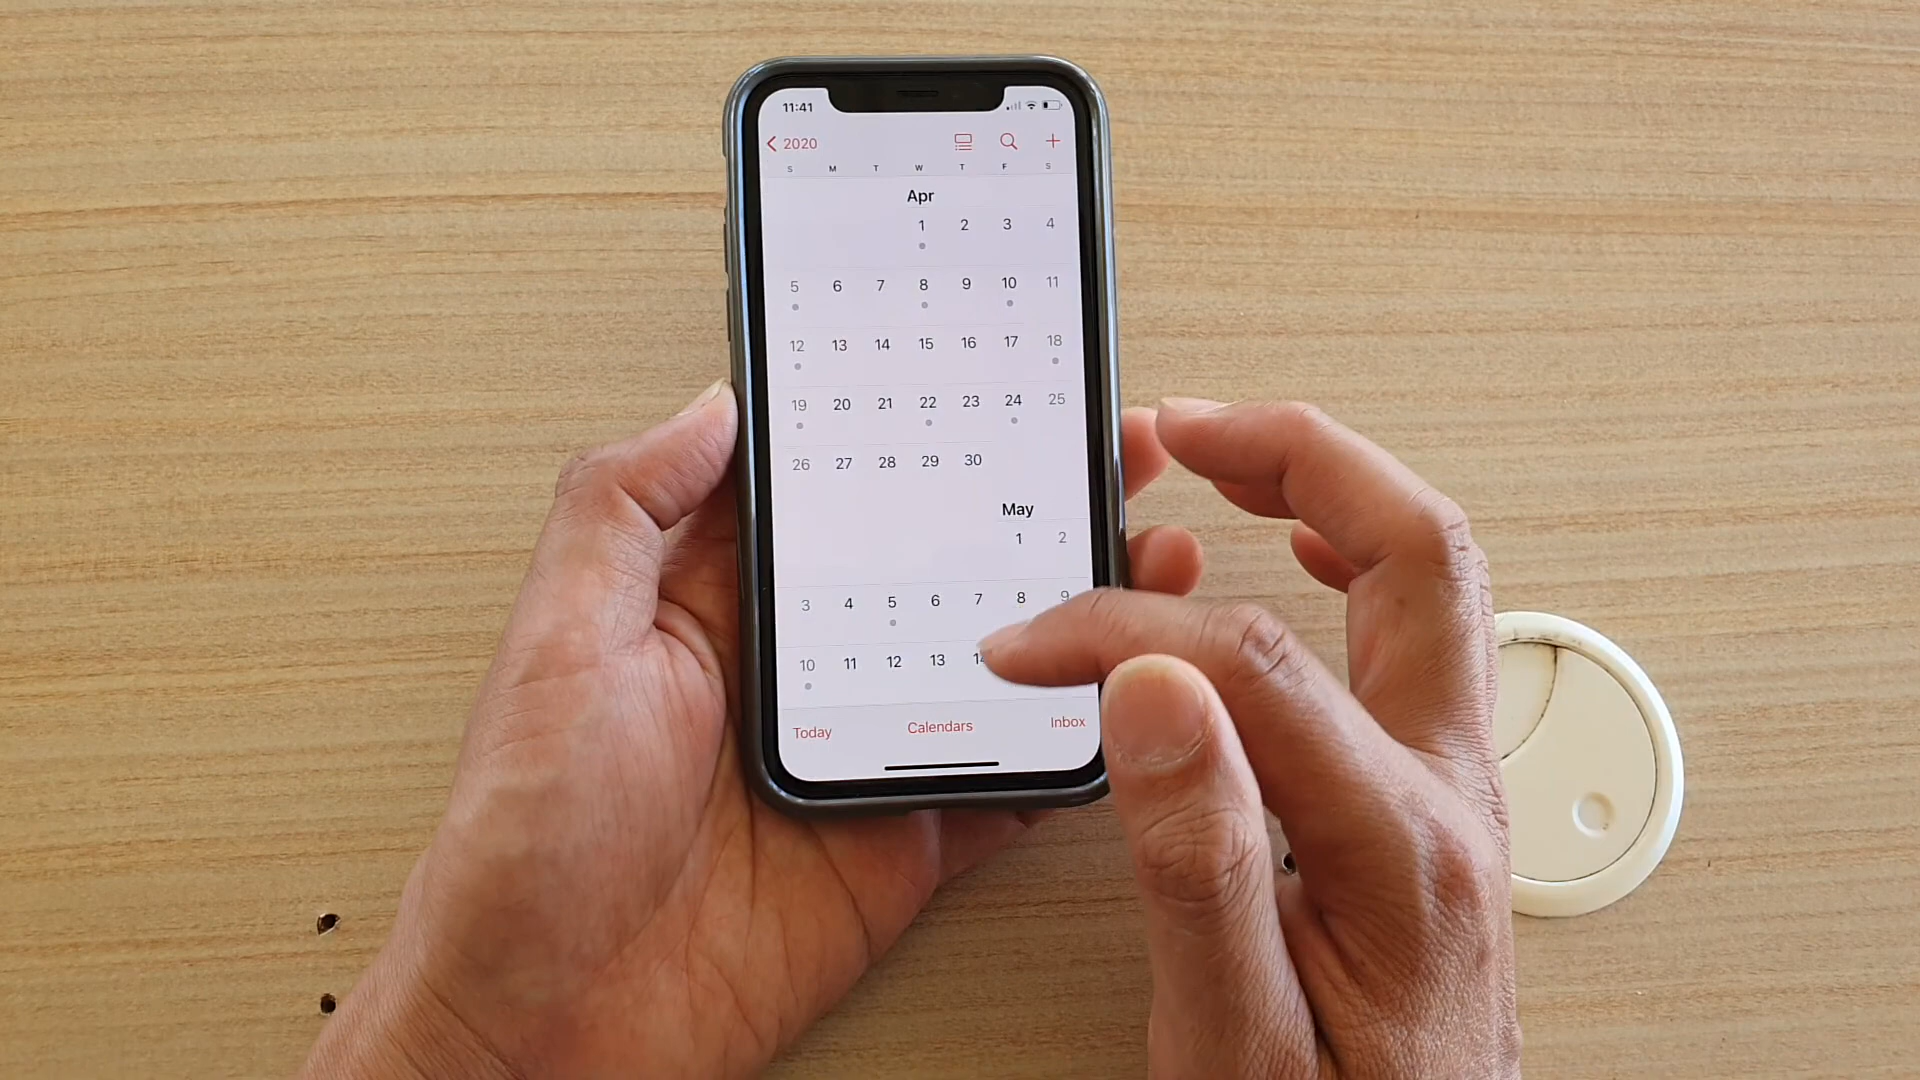 11:41
2020
S M T W T F S
Apr
1 2 3 4
5 6 7 8 9 10 11
12 13 14 15 16 17 18
19 20 21 22 23 24 25
26 27 28 29 30
May
1 2
3 4 5 6 7 8 9
10 11 12 13 14
Today Calendars Inbox